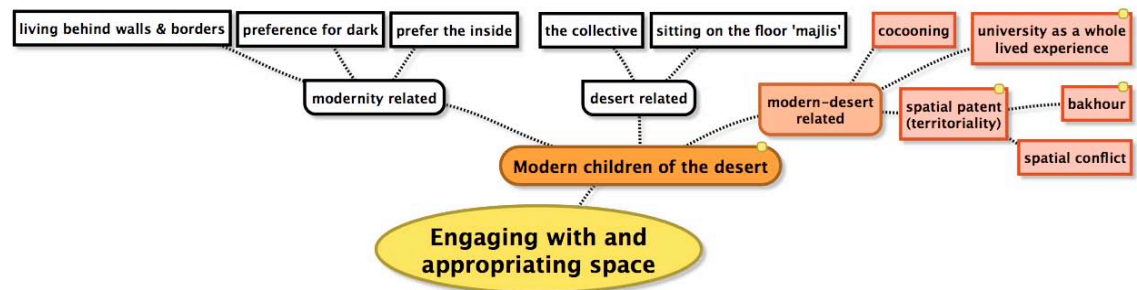 living behind walls & borders
preference for dark
prefer the inside
the collective
sitting on the floor 'majlis'
cocooning
university as a whole
lived experience
modernity related
desert related
modern-desert
related
spatial patent
(territoriality)
bakhour
spatial conflict
Modern children of the desert
Engaging with and
appropriating space